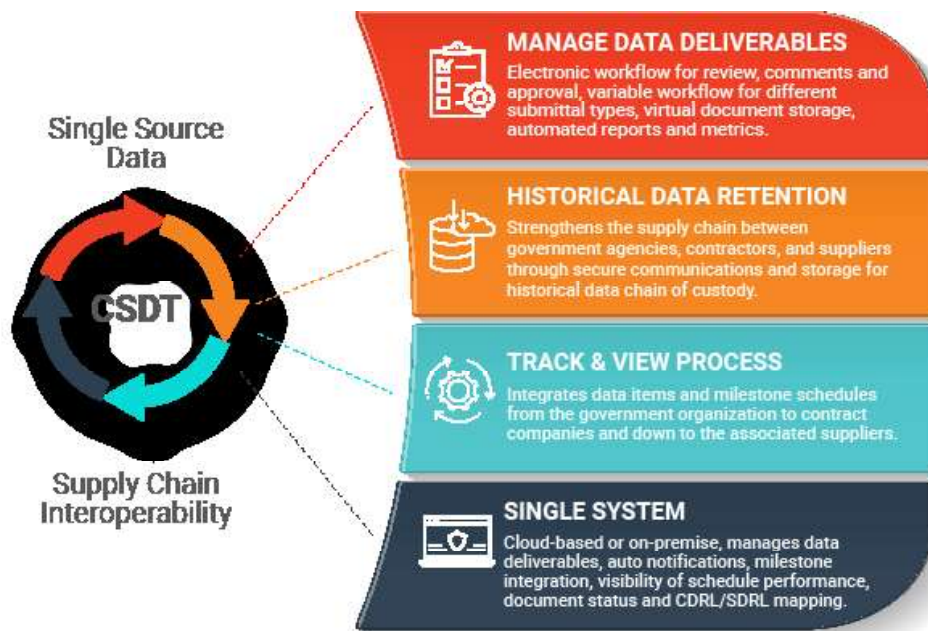 Single Source
Data
CSDT
Supply Chain
Interoperability
MANAGE DATA DELIVERABLES
Electronic workflow for review, comments and
approval, variable workflow for different
submittal types, virtual document storage,
automated reports and metrics.
HISTORICAL DATA RETENTION
Strengthens the supply chain between
government agencies, contractors, and suppliers
through secure communications and storage for
historical data chain of custody.
TRACK & VIEW PROCESS
Integrates data items and milestone schedules
from the government organization to contract
companies and down to the associated suppliers.
SINGLE SYSTEM
Cloud-based or on-premise, manages data
deliverables, auto notifications, milestone
integration, visibility of schedule performance,
document status and CDRL/SDRL mapping.